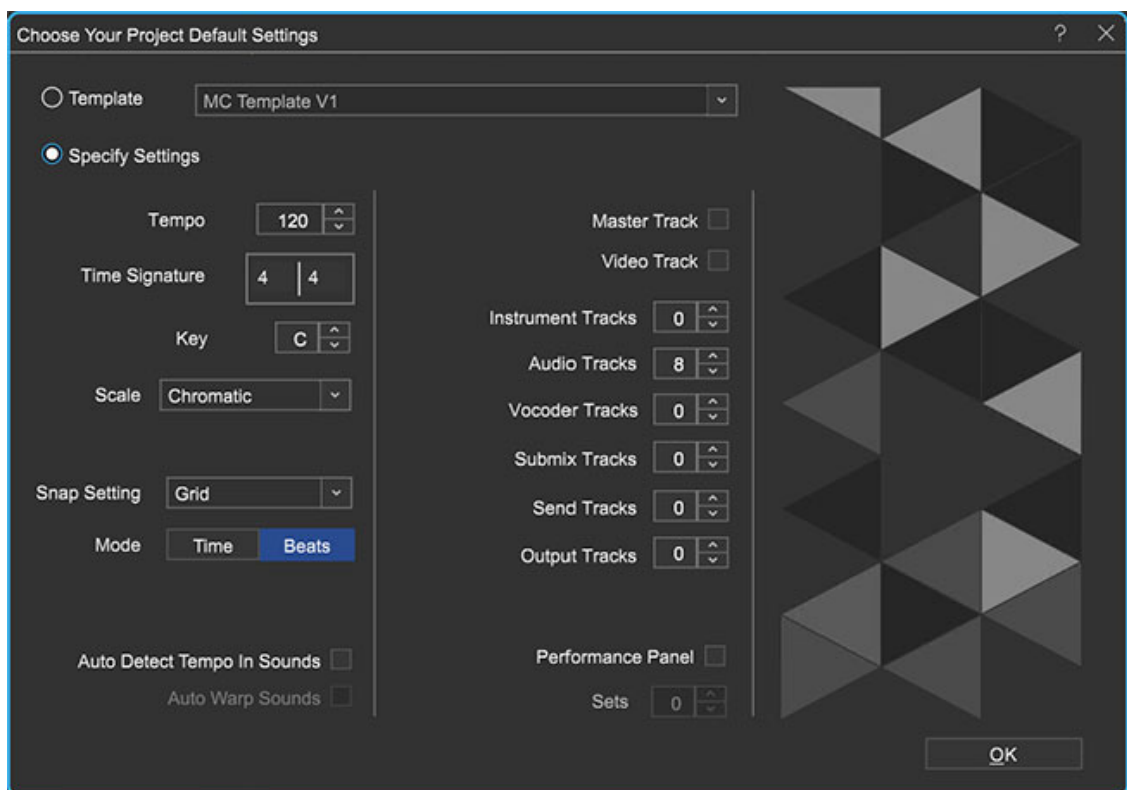 Choose Your Project Default Settings ?
Template MC Template V1
Specify Settings
Tempo 120
Time Signature 4 4
Key C
Scale Chromatic
Snap Setting Grid
Mode Time Beats
Auto Detect Tempo In Sounds
Auto Warp Sounds
Master Track
Video Track
Instrument Tracks 0
Audio Tracks 8
Vocoder Tracks 0
Submix Tracks 0
Send Tracks 0
Output Tracks 0
Performance Panel
Sets 0
OK